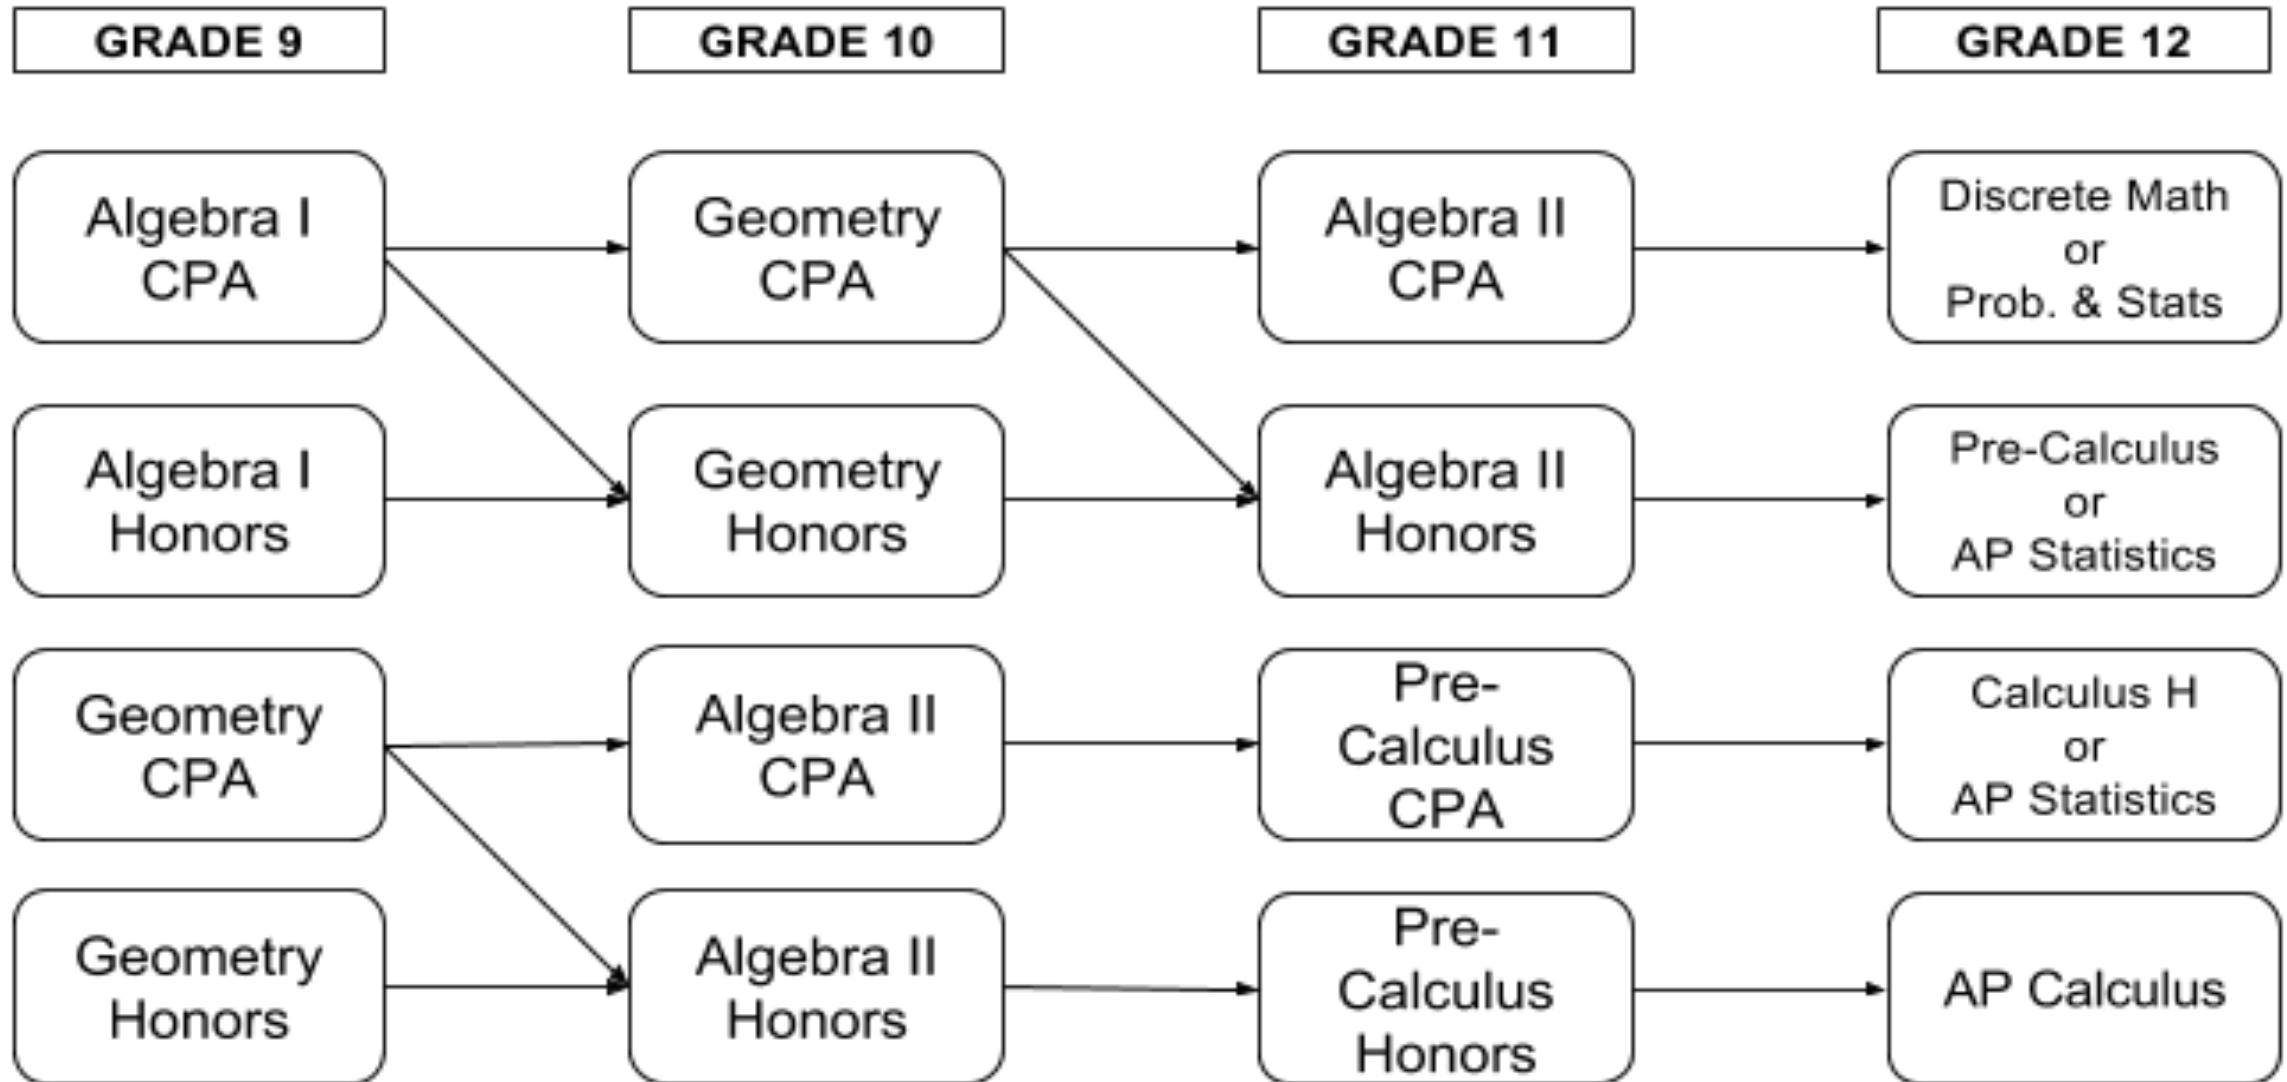 GRADE 9
GRADE 10
GRADE 11
GRADE 12
Algebra I
CPA
Geometry
CPA
Algebra II
CPA
Discrete Math
or
Prob. & Stats
Algebra I
Honors
Geometry
Honors
Algebra II
Honors
Pre-Calculus
or
AP Statistics
Geometry
CPA
Algebra II
CPA
Pre-
Calculus
CPA
Calculus H
or
AP Statistics
Geometry
Honors
Algebra II
Honors
Pre-
Calculus
Honors
AP Calculus